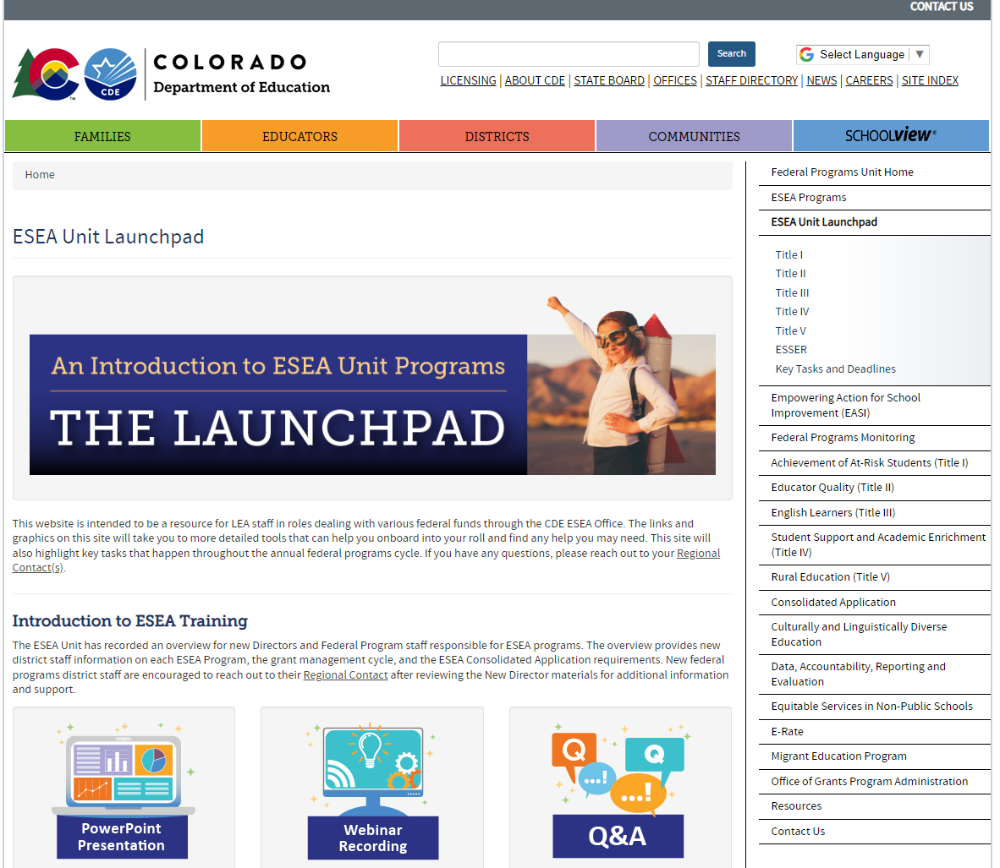 CONTACT US
COLORADO
Department of Education
CDE
TM
Search
Select Language ▼
LICENSING | ABOUT CDE | STATE BOARD | OFFICES | STAFF DIRECTORY | NEWS | CAREERS | SITE INDEX
FAMILIES
EDUCATORS
DISTRICTS
COMMUNITIES
SCHOOLVIEW®
Home
ESEA Unit Launchpad
An Introduction to ESEA Unit Programs
THE LAUNCHPAD
This website is intended to be a resource for LEA staff in roles dealing with various federal funds through the CDE ESEA Office. The links and
graphics on this site will take you to more detailed tools that can help you onboard into your roll and find any help you may need. This site will
also highlight key tasks that happen throughout the annual federal programs cycle. If you have any questions, please reach out to your Regional
Contact(s).
Introduction to ESEA Training
The ESEA Unit has recorded an overview for new Directors and Federal Program staff responsible for ESEA programs. The overview provides new
district staff information on each ESEA Program, the grant management cycle, and the ESEA Consolidated Application requirements. New federal
programs district staff are encouraged to reach out to their Regional Contact after reviewing the New Director materials for additional information
and support.
PowerPoint
Presentation
Webinar
Recording
Q
Q
...!
...!
Q&A
Federal Programs Unit Home
ESEA Programs
ESEA Unit Launchpad
Title I
Title II
Title III
Title IV
Title V
ESSER
Key Tasks and Deadlines
Empowering Action for School
Improvement (EASI)
Federal Programs Monitoring
Achievement of At-Risk Students (Title I)
Educator Quality (Title II)
English Learners (Title III)
Student Support and Academic Enrichment
(Title IV)
Rural Education (Title V)
Consolidated Application
Culturally and Linguistically Diverse
Education
Data, Accountability, Reporting and
Evaluation
Equitable Services in Non-Public Schools
E-Rate
Migrant Education Program
Office of Grants Program Administration
Resources
Contact Us